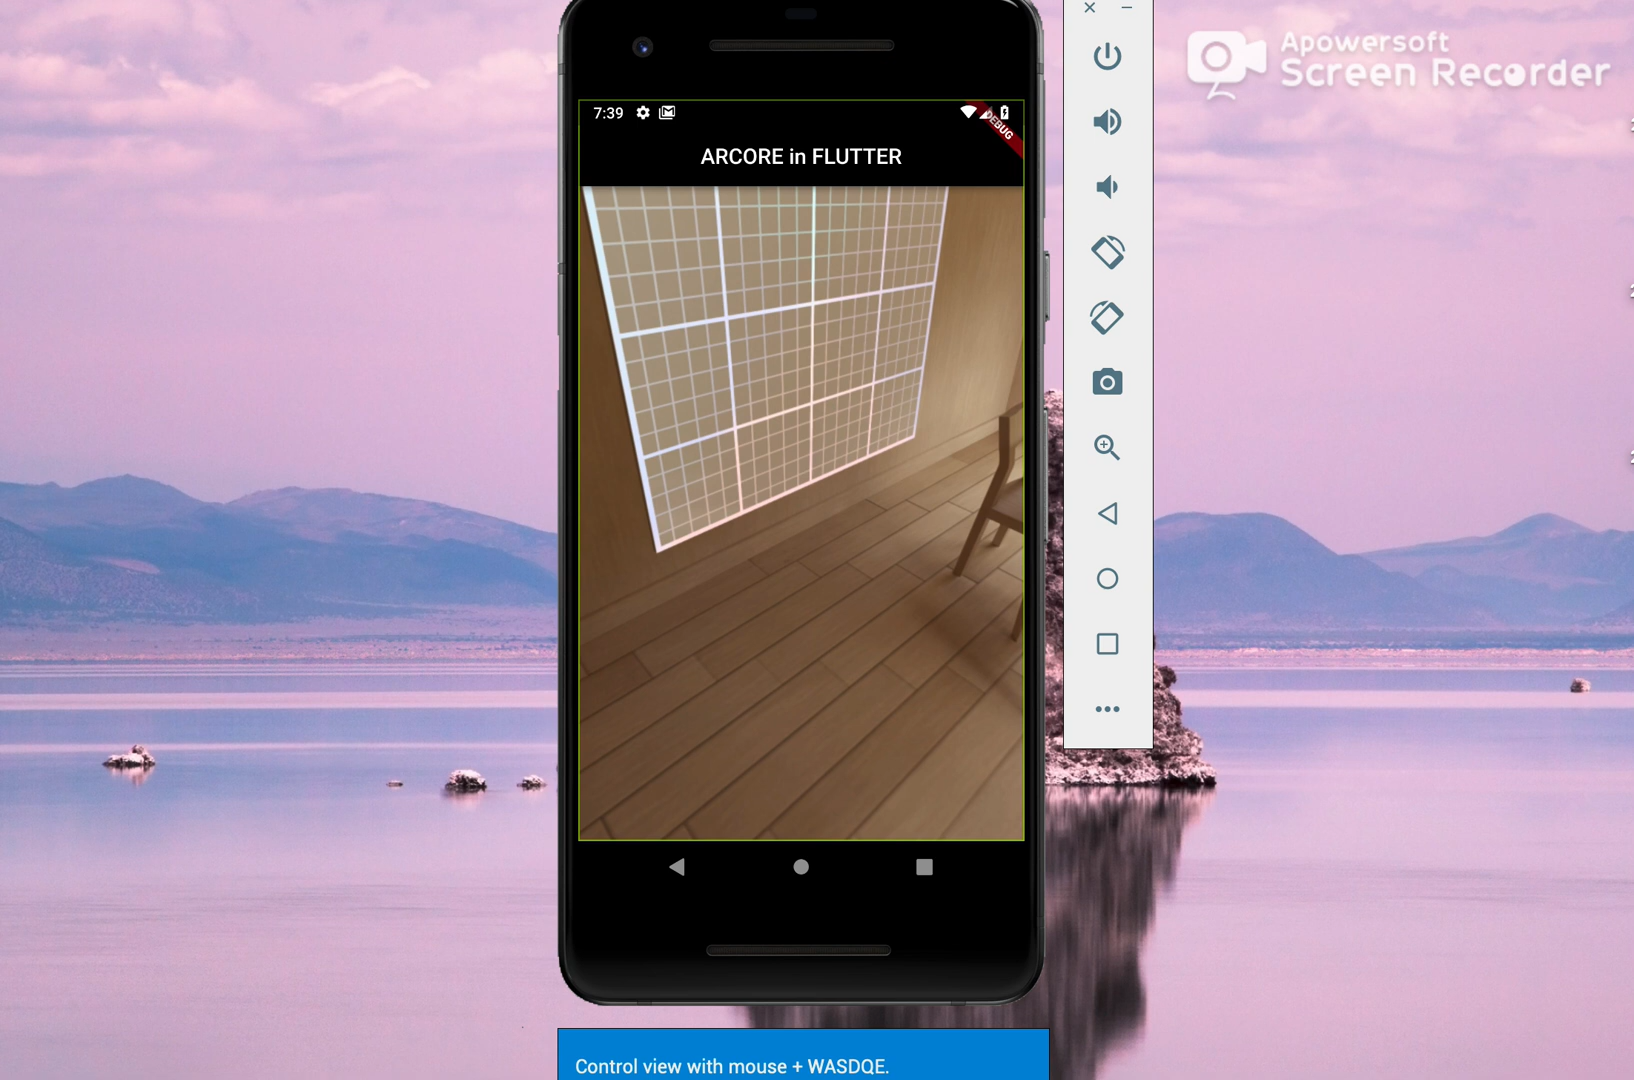 Apowersoft
Screen Recorder
7:39
DEBUG
ARCORE in FLUTTER
Control view with mouse + WASDQE.